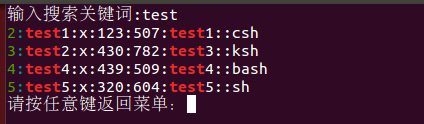 输入搜索关键词:test
2:test1:x:123:507:test1::csh
3:test2:x:430:782:test3::ksh
4:test4:x:439:509:test4::bash
5:test5:x:320:604:test5::sh
请按任意键返回菜单：